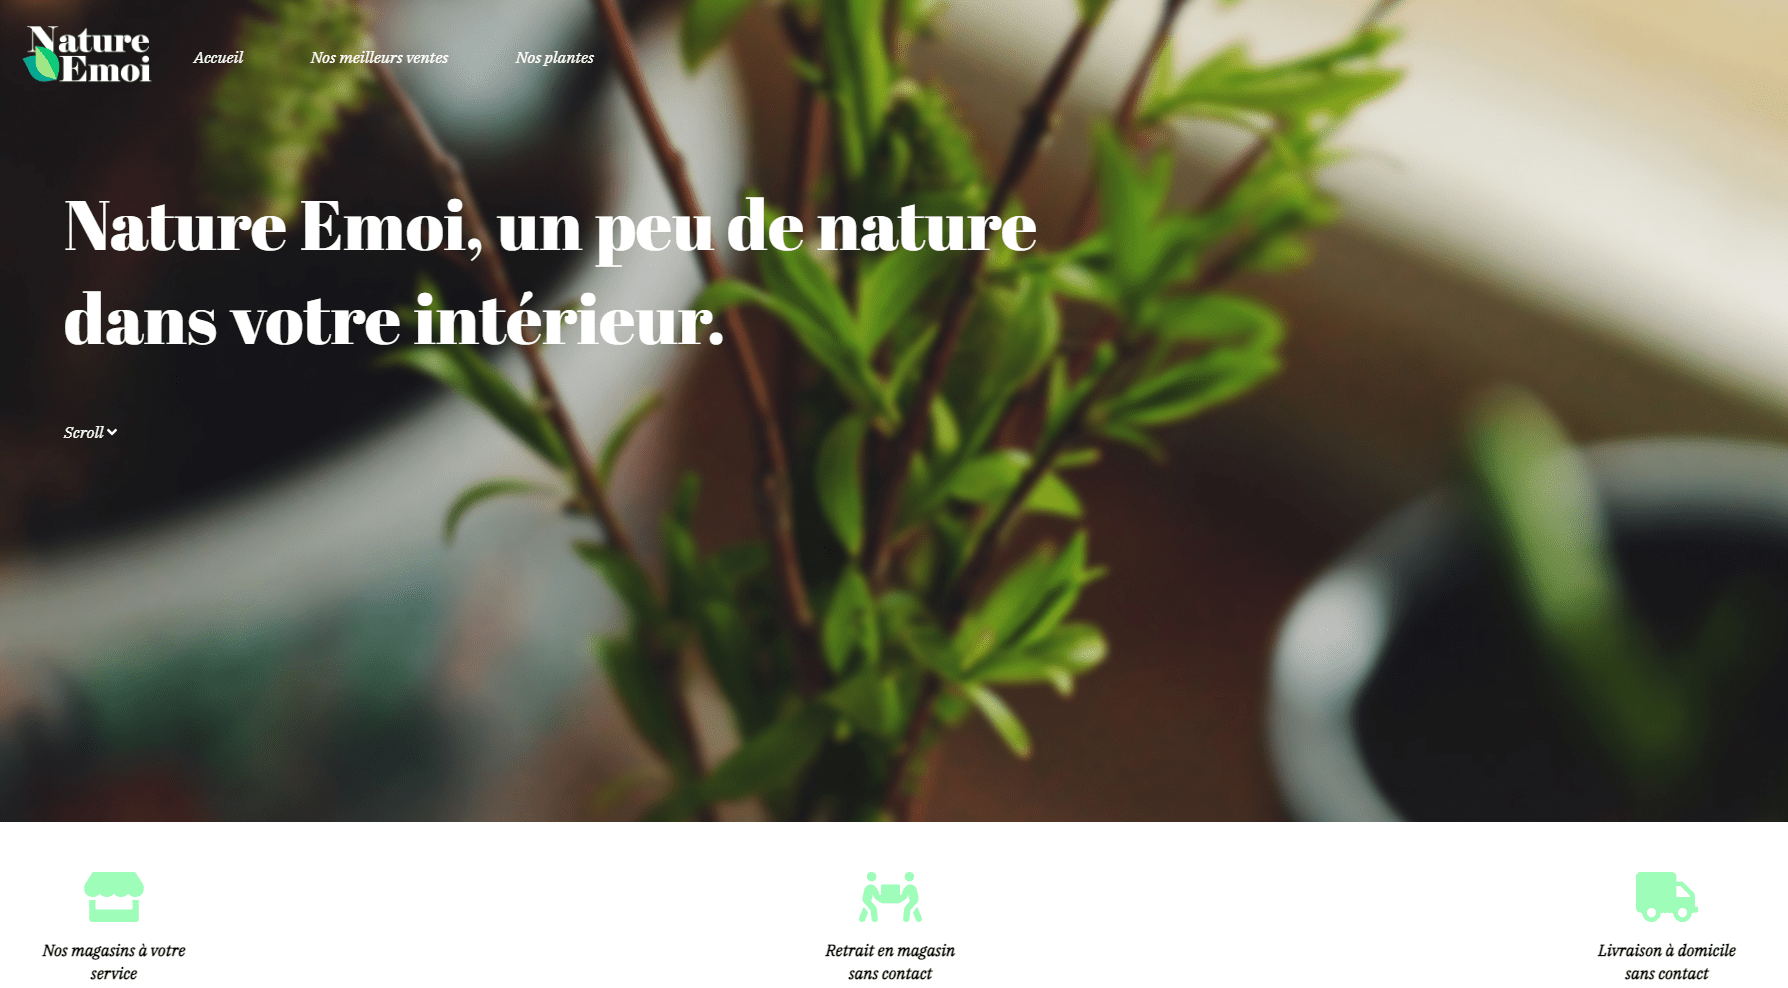 Nature
Emoi
Accueil
Nos meilleurs ventes
Nos plantes
Nature Emoi, un peu de nature
dans votre intérieur.
Scroll
Nos magasins à votre
service
Retrait en magasin
sans contact
Livraison à domicile
sans contact